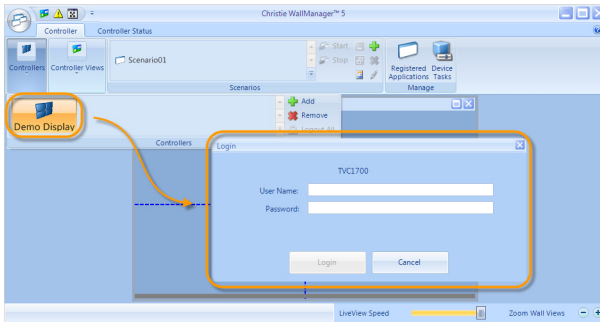 Christie WallManager™ 5
Controller Controller Status
Controllers Controller Views
Scenario01
Start
Stop
Registered Applications
Device Tasks
Scenarios
Manage
Demo Display
Add
Remove
Logout All
Controllers
Login
TVC1700
User Name:
Password:
Login Cancel
LiveView Speed Zoom Wall Views